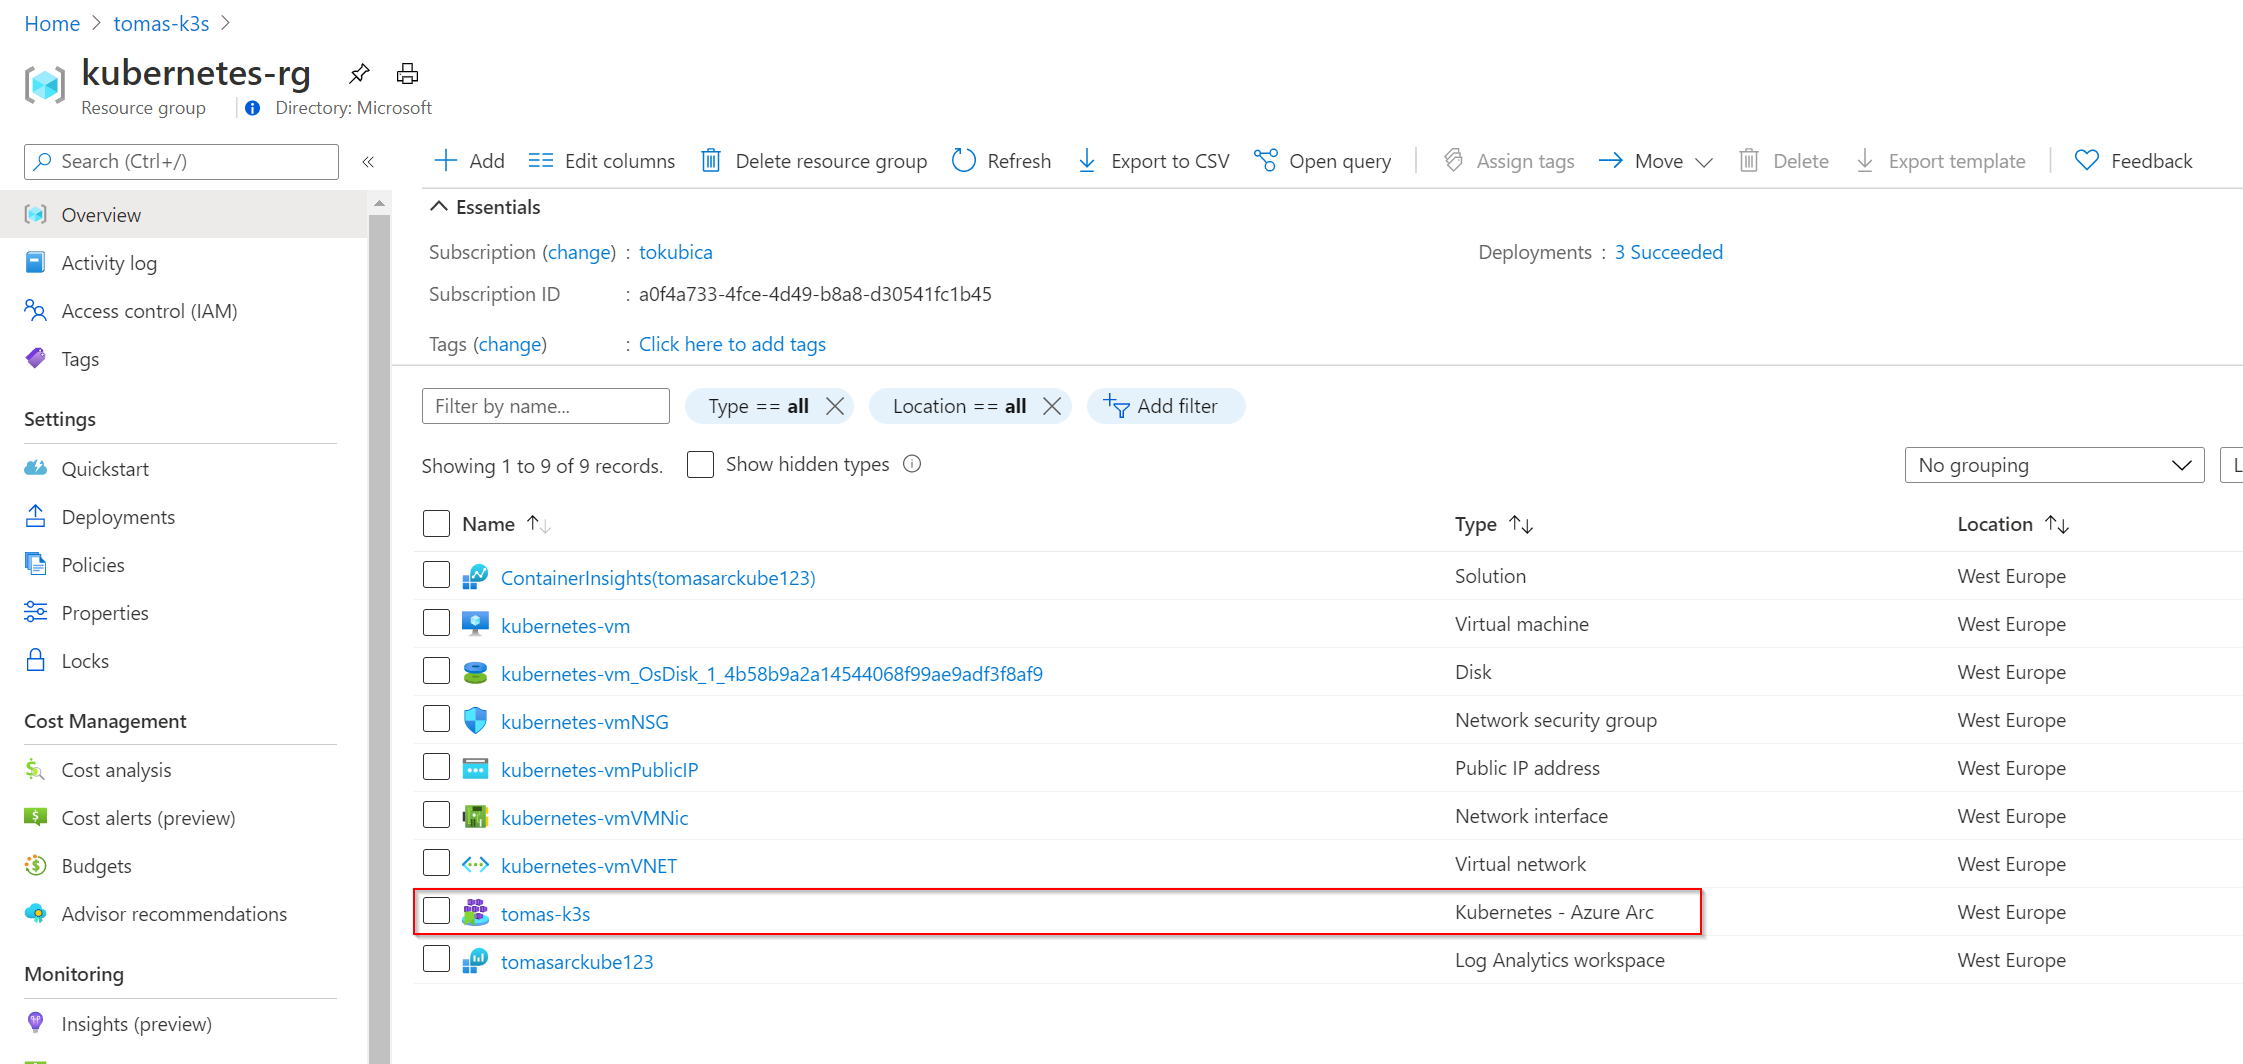 Home > tomas-k3s >
kubernetes-rg
Resource group
Directory: Microsoft
Search (Ctrl+/)
«
Add
Edit columns
Delete resource group
Refresh
Export to CSV
Open query
Assign tags
Move
Delete
Export template
Feedback
Overview
Activity log
Access control (IAM)
Tags
Settings
Quickstart
Deployments
Policies
Properties
Locks
Cost Management
Cost analysis
Cost alerts (preview)
Budgets
Advisor recommendations
Monitoring
Insights (preview)
Essentials
Subscription (change) : tokubica
Deployments : 3 Succeeded
Subscription ID : a0f4a733-4fce-4d49-b8a8-d30541fc1b45
Tags (change) : Click here to add tags
Filter by name...
Type == all
Location == all
Add filter
Showing 1 to 9 of 9 records.
Show hidden types
No grouping
Name Type Location
ContainerInsights(tomasarckube123) Solution West Europe
kubernetes-vm Virtual machine West Europe
kubernetes-vm_OsDisk_1_4b58b9a2a14544068f99ae9adf3f8af9 Disk West Europe
kubernetes-vmNSG Network security group West Europe
kubernetes-vmPublicIP Public IP address West Europe
kubernetes-vmVMNic Network interface West Europe
kubernetes-vmVNET Virtual network West Europe
tomas-k3s Kubernetes - Azure Arc West Europe
tomasarckube123 Log Analytics workspace West Europe